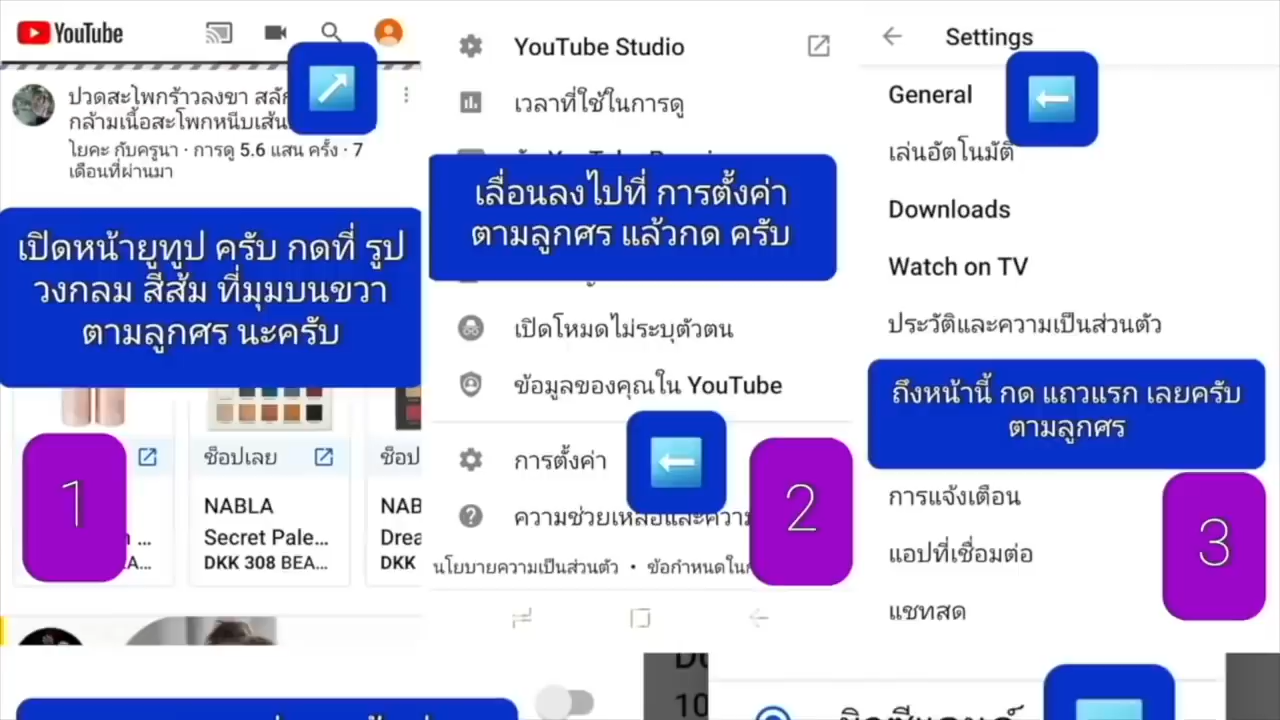 YouTube
ปวดสะโพกร้าวลงขา
กล้ามเนื้อสะโพกหนีบเส้น
โยคะ กับครูนา · การดู 5.6 แสน ครั้ง · 7
เดือนที่ผ่านมา
เปิดหน้ายูทูป ครับ กดที่ รูป
วงกลม สีส้ม ที่มุมบนขวา
ตามลูกศร นะครับ
ช็อปเลย
ช็อป
1
NABLA
Secret Pale...
DKK 308 BEA...
NAB
Drea
DKK
YouTube Studio
เวลาที่ใช้ในการดู
เลื่อนลงไปที่ การตั้งค่า
ตามลูกศร แล้วกด ครับ
เปิดโหมดไม่ระบุตัวตน
ข้อมูลของคุณใน YouTube
การตั้งค่า
2
ความช่วยเหลือและความ
นโยบายความเป็นส่วนตัว • ข้อกำหนดในก
Settings
General
เล่นอัตโนมัติ
Downloads
Watch on TV
ประวัติและความเป็นส่วนตัว
ถึงหน้านี้ กด แถวแรก เลยครับ
ตามลูกศร
การแจ้งเตือน
แอปที่เชื่อมต่อ
3
แชทสด
10